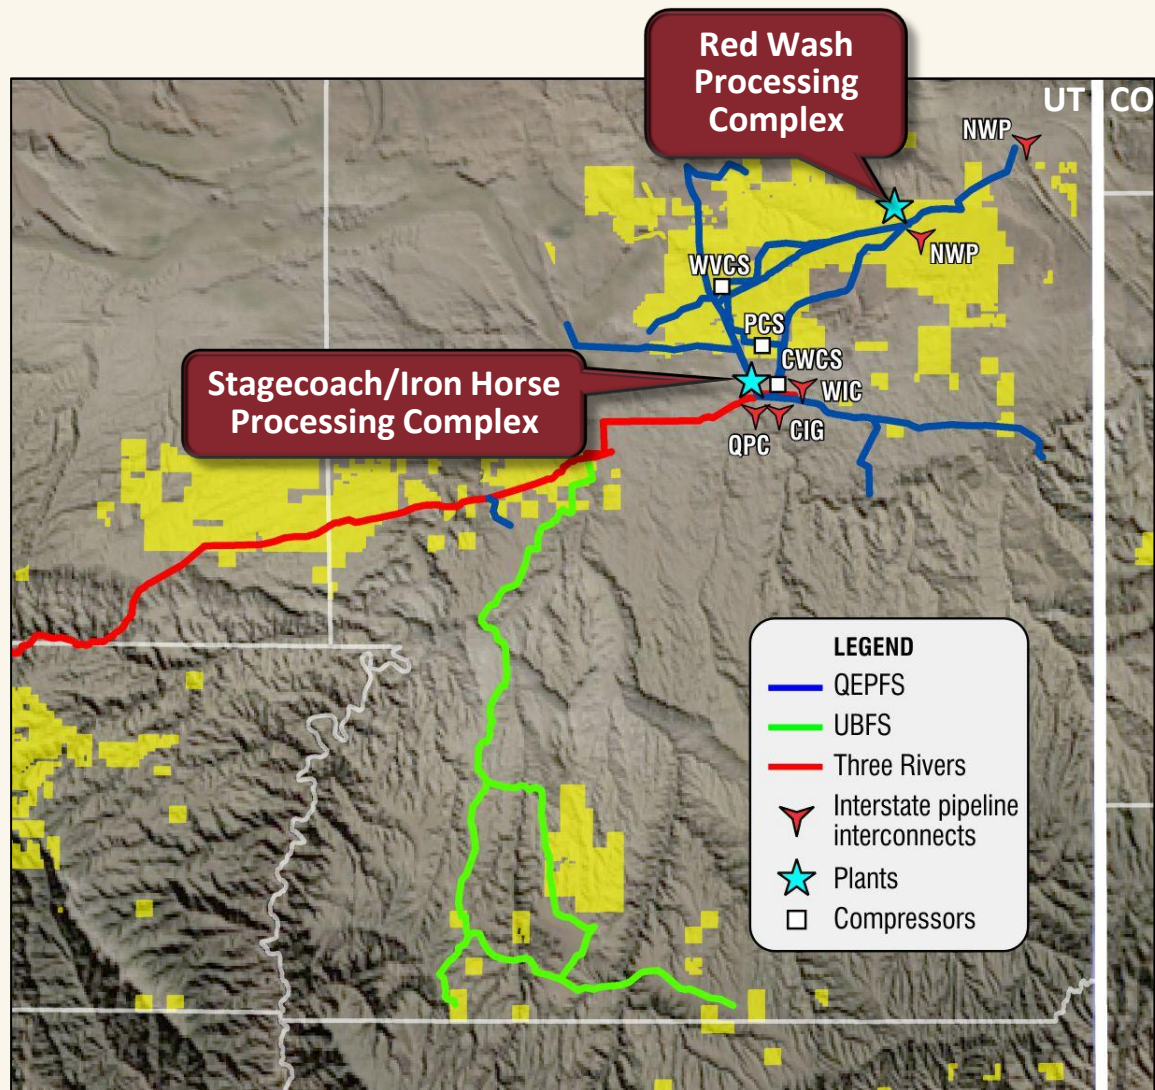 Red Wash
Processing
Complex
UT CO
NWP
NWP
WVCS
PCS
CWCS
WIC
Stagecoach/Iron Horse
Processing Complex
QPC
CIG
LEGEND
QEPFS
UBFS
Three Rivers
Interstate pipeline
interconnects
Plants
Compressors